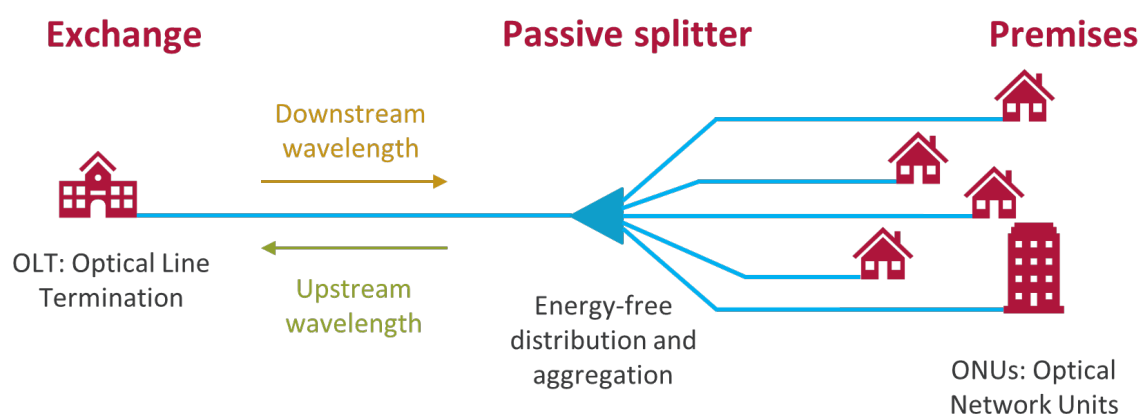 Exchange
Passive splitter
Premises
Downstream
wavelength
OLT: Optical Line
Termination
Upstream
wavelength
Energy-free
distribution and
aggregation
ONUs: Optical
Network Units